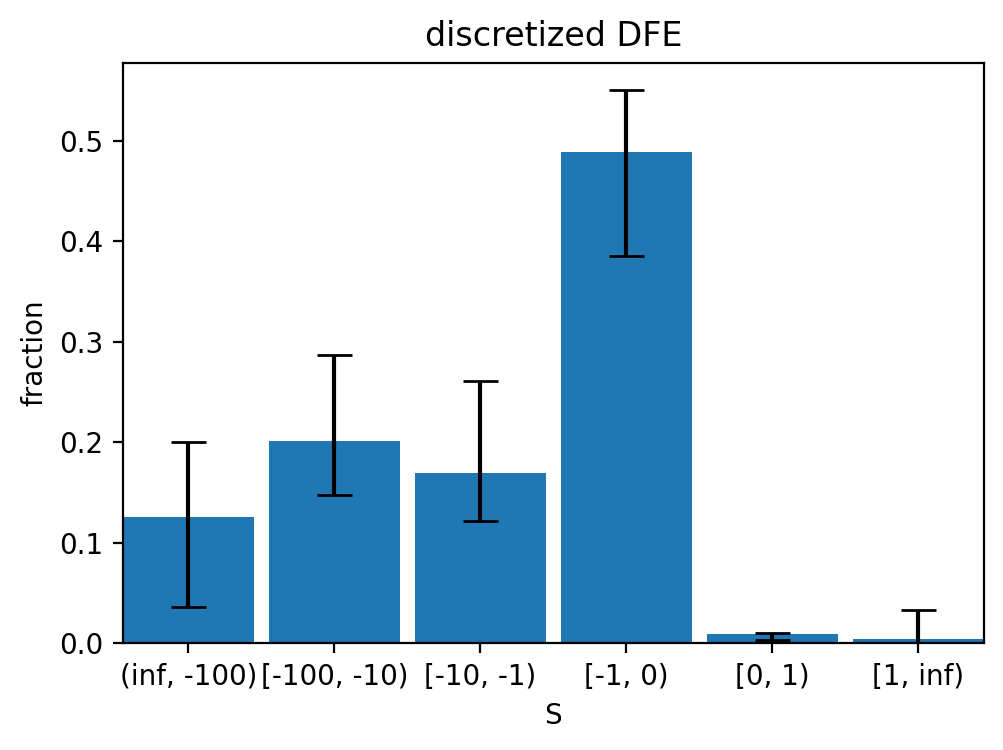 discretized DFE
fraction
0.5
0.4
0.3
0.2
0.1
0.0
(inf, -100) [-100, -10) [-10, -1) [-1, 0) [0, 1) [1, inf)
S